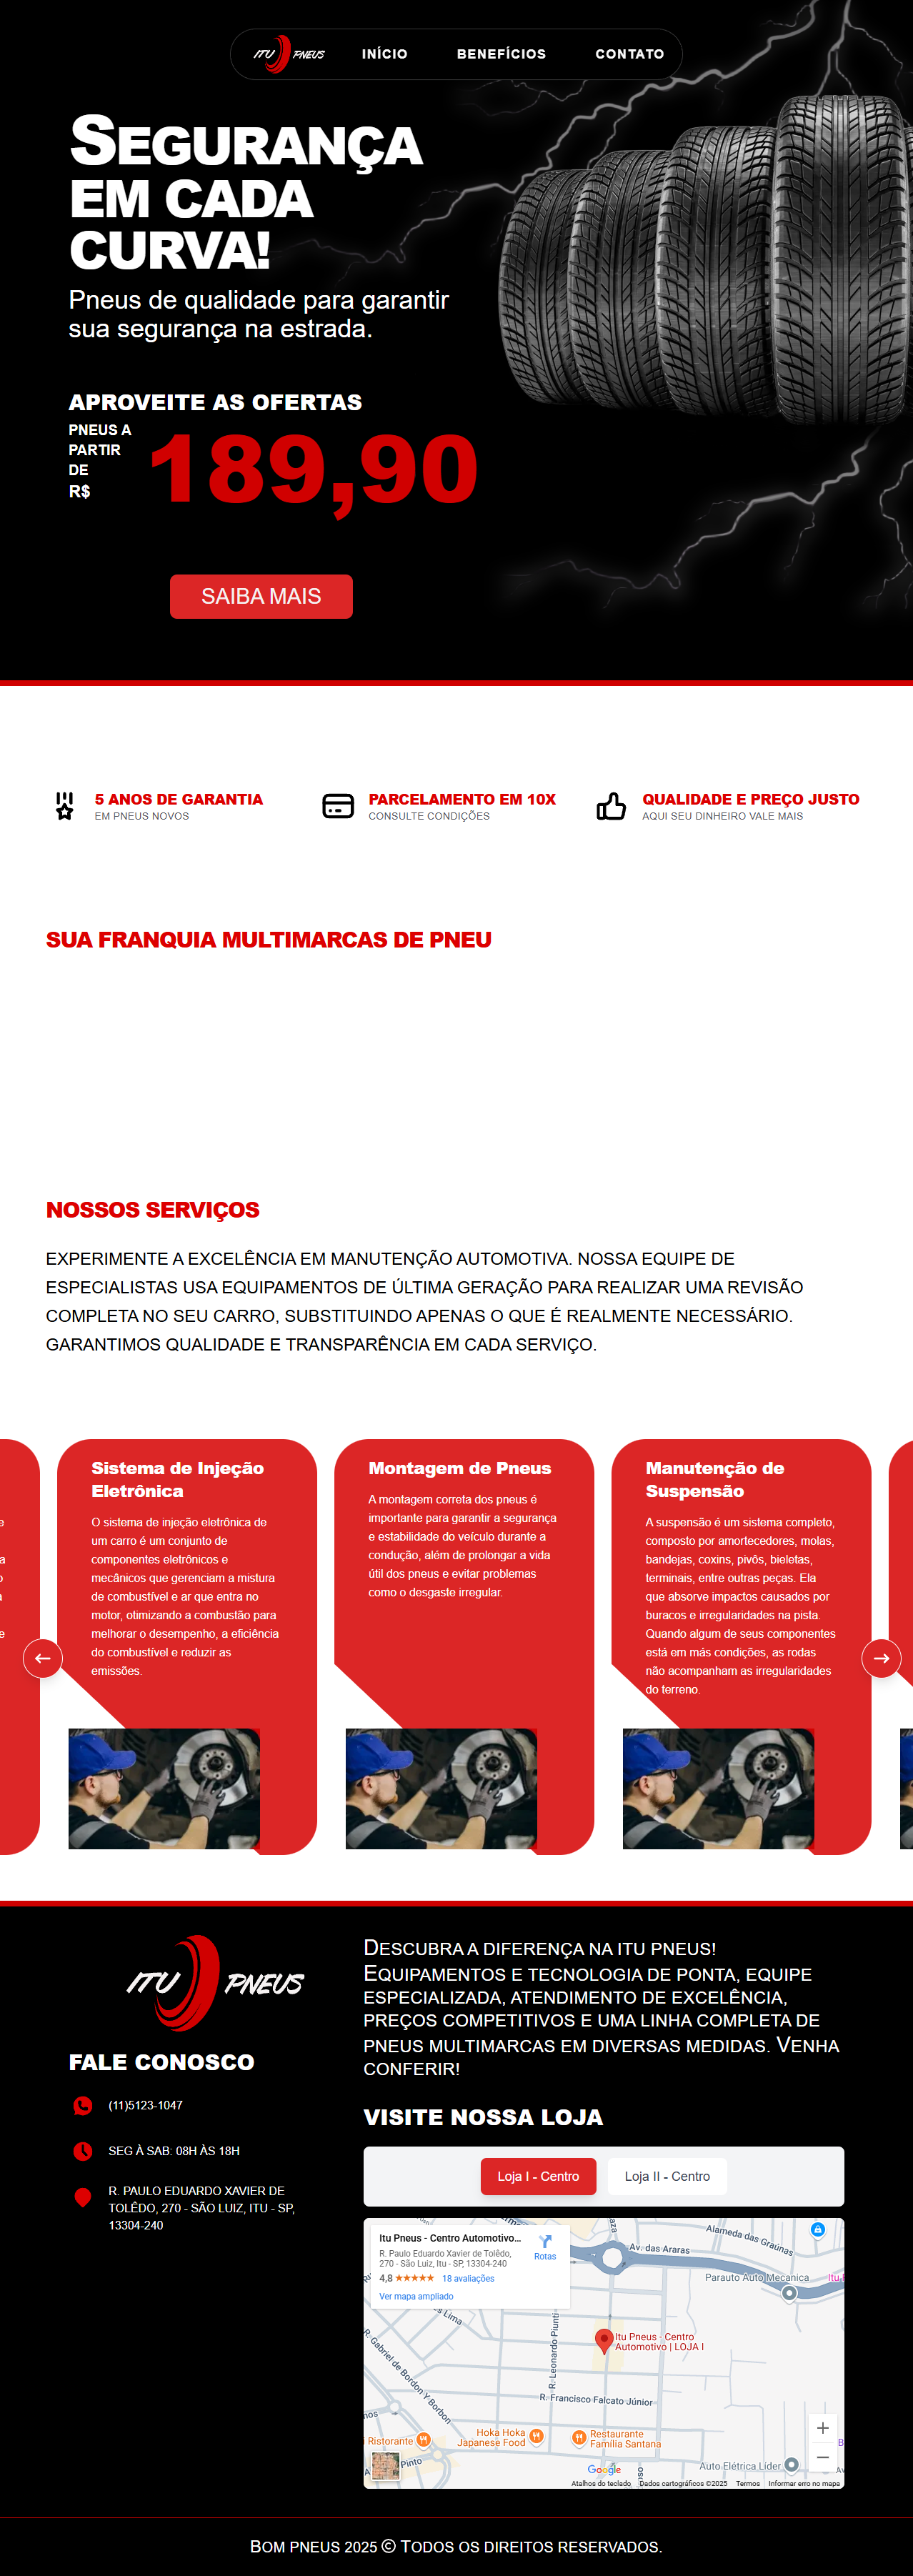 ITU PNEUS
INÍCIO
BENEFÍCIOS
CONTATO
SEGURANÇA
EM CADA
CURVA!
Pneus de qualidade para garantir
sua segurança na estrada.
APROVEITE AS OFERTAS
PNEUS A
PARTIR
DE
R$
189,90
SAIBA MAIS
5 ANOS DE GARANTIA
EM PNEUS NOVOS
PARCELAMENTO EM 10X
CONSULTE CONDIÇÕES
QUALIDADE E PREÇO JUSTO
AQUI SEU DINHEIRO VALE MAIS
SUA FRANQUIA MULTIMARCAS DE PNEU
NOSSOS SERVIÇOS
EXPERIMENTE A EXCELÊNCIA EM MANUTENÇÃO AUTOMOTIVA. NOSSA EQUIPE DE
ESPECIALISTAS USA EQUIPAMENTOS DE ÚLTIMA GERAÇÃO PARA REALIZAR UMA REVISÃO
COMPLETA NO SEU CARRO, SUBSTITUINDO APENAS O QUE É REALMENTE NECESSÁRIO.
GARANTIMOS QUALIDADE E TRANSPARÊNCIA EM CADA SERVIÇO.
Sistema de Injeção
Eletrônica
O sistema de injeção eletrônica de
um carro é um conjunto de
componentes eletrônicos e
mecânicos que gerenciam a mistura
de combustível e ar que entra no
motor, otimizando a combustão para
melhorar o desempenho, a eficiência
do combustível e reduzir as
emissões.
Montagem de Pneus
A montagem correta dos pneus é
importante para garantir a segurança
e estabilidade do veículo durante a
condução, além de prolongar a vida
útil dos pneus e evitar problemas
como o desgaste irregular.
Manutenção de
Suspensão
A suspensão é um sistema completo,
composto por amortecedores, molas,
bandejas, coxins, pivôs, bieletas,
terminais, entre outras peças. Ela
que absorve impactos causados por
buracos e irregularidades na pista.
Quando algum de seus componentes
está em más condições, as rodas
não acompanham as irregularidades
do terreno.
ITU PNEUS
FALE CONOSCO
(11)5123-1047
SEG À SAB: 08H ÀS 18H
R. PAULO EDUARDO XAVIER DE
TOLÊDO, 270 - SÃO LUIZ, ITU - SP,
13304-240
DESCUBRA A DIFERENÇA NA ITU PNEUS!
EQUIPAMENTOS E TECNOLOGIA DE PONTA, EQUIPE
ESPECIALIZADA, ATENDIMENTO DE EXCELÊNCIA,
PREÇOS COMPETITIVOS E UMA LINHA COMPLETA DE
PNEUS MULTIMARCAS EM DIVERSAS MEDIDAS. VENHA
CONFERIR!
VISITE NOSSA LOJA
Loja I - Centro
Loja II - Centro
Itu Pneus - Centro Automotivo...
R. Paulo Eduardo Xavier de Tolêdo,
270 - São Luiz, Itu - SP, 13304-240
4,8 ★★★★★ 18 avaliações
Ver mapa ampliado
Rotas
Av. das Araras
Alameda das Graúnas
Parauto Auto Mecanica
Itu Pneus - Centro
Automotivo | LOJA I
R. Leonardo Piunti
R. Gabriel de Bordon Y Borbon
R. Francisco Falcato Júnior
Hoka Hoka
Japanese Food
Restaurante
Família Santana
Ristorante
Pinto
Auto Elétrica Líder
Google
Atalhos do teclado
Dados cartográficos ©2025
Termos
Informar erro no mapa
BOM PNEUS 2025 © TODOS OS DIREITOS RESERVADOS.